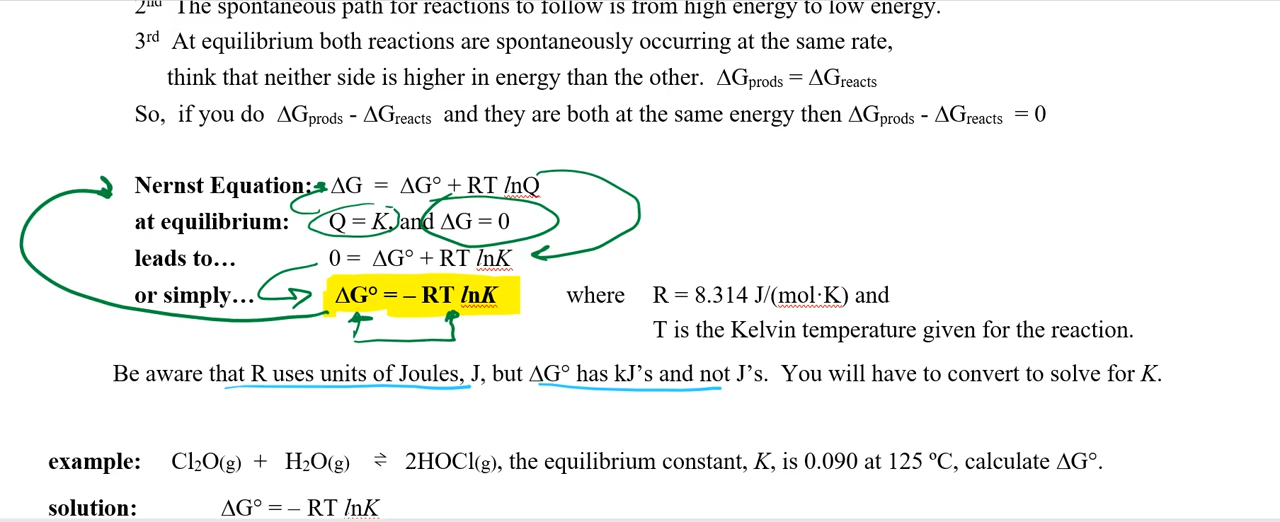 2nd The spontaneous path for reactions to follow is from high energy to low energy.
3rd At equilibrium both reactions are spontaneously occurring at the same rate,
think that neither side is higher in energy than the other. ΔGprods = ΔGreacts
So, if you do ΔGprods - ΔGreacts and they are both at the same energy then ΔGprods - ΔGreacts = 0
Nernst Equation: ΔG = ΔG° + RT lnQ
at equilibrium: Q = K, and ΔG = 0
leads to… 0 = ΔG° + RT lnK
or simply… ΔG° = – RT lnK where R = 8.314 J/(mol·K) and
T is the Kelvin temperature given for the reaction.
Be aware that R uses units of Joules, J, but ΔG° has kJ’s and not J’s. You will have to convert to solve for K.
example: Cl2O(g) + H2O(g) ⇌ 2HOCl(g), the equilibrium constant, K, is 0.090 at 125 ºC, calculate ΔG°.
solution: ΔG° = – RT lnK